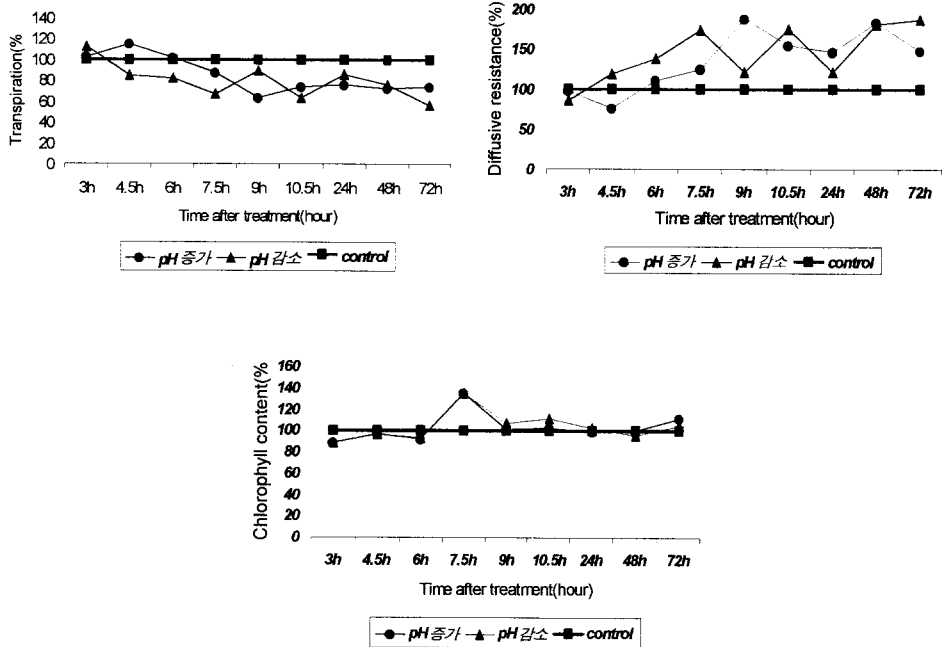 Transpiration(%
140
120
100
80
60
40
20
0
3h 4.5h 6h 7.5h 9h 10.5h 24h 48h 72h
Time after treatment(hour)
pH 증가 pH 감소 control
Diffusive resistance(%)
200
150
100
50
0
3h 4.5h 6h 7.5h 9h 10.5h 24h 48h 72h
Time after treatment(hour)
pH 증가 pH 감소 control
Chlorophyll content(%
160
140
120
100
80
60
40
20
0
3h 4.5h 6h 7.5h 9h 10.5h 24h 48h 72h
Time after treatment(hour)
pH 증가 pH 감소 control